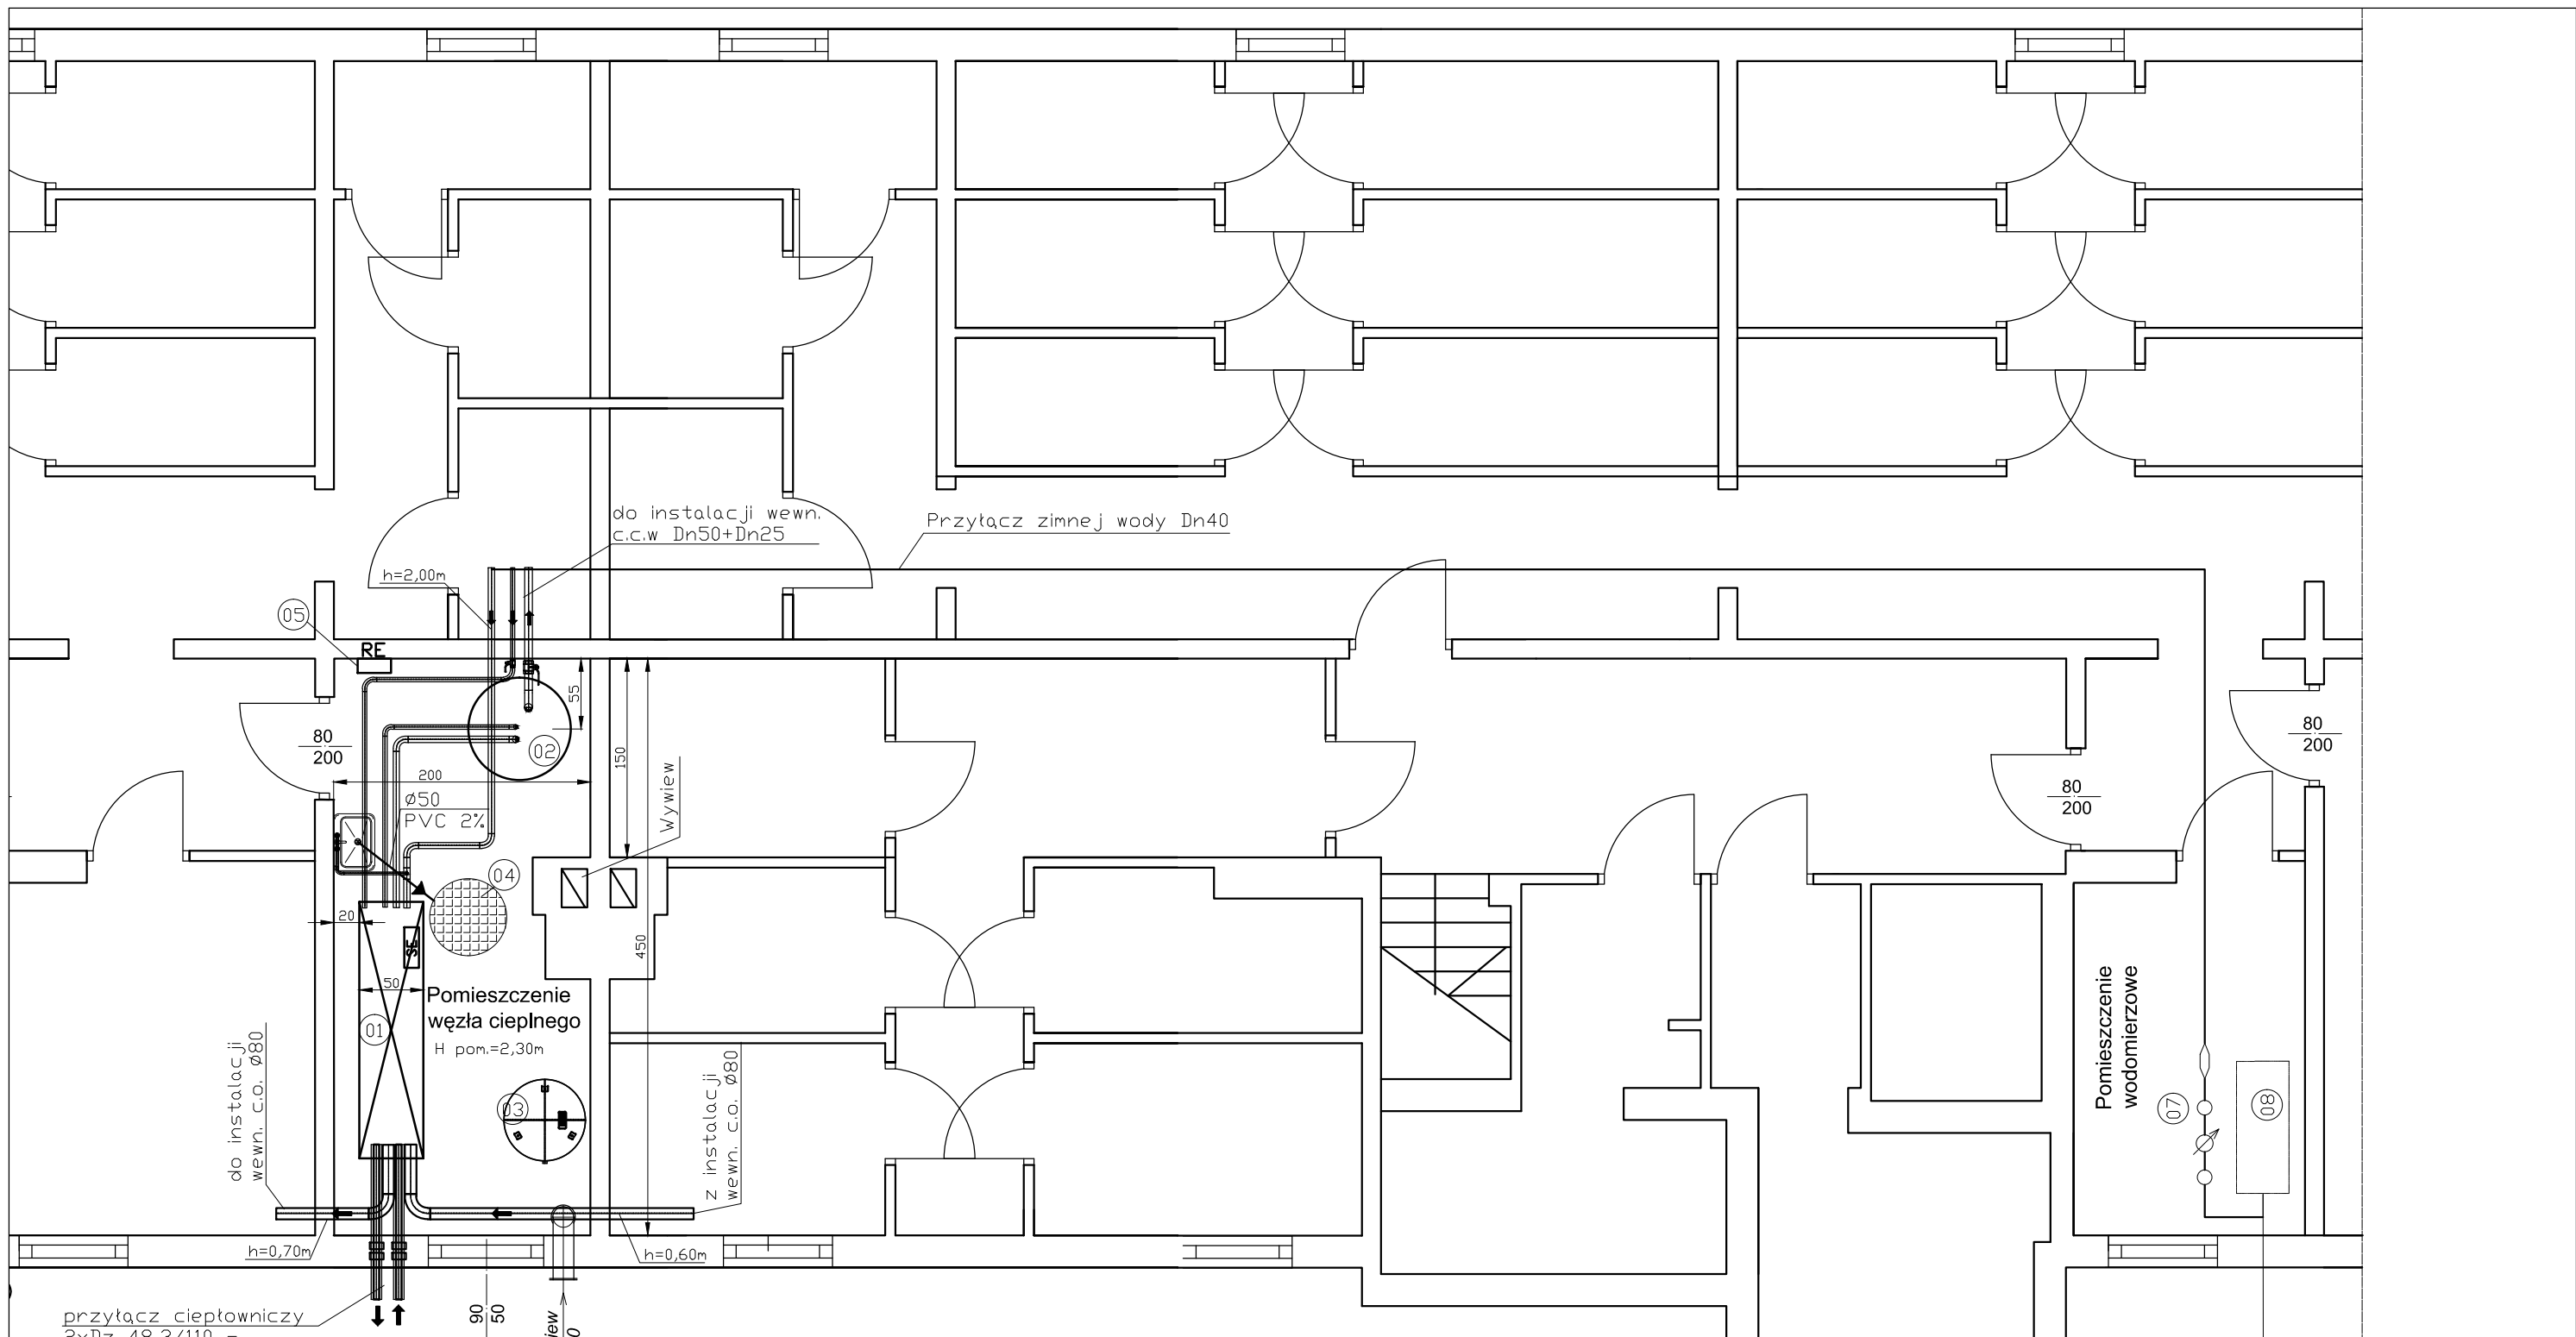 do instalacji wewn.
c.c.w Dn50+Dn25
Przyłącz zimnej wody Dn40
h=2,00m
05
RE
55
02
80
200
200
150
Wywiew
ø50
PVC 2%
80
200
80
200
04
20
SE
450
50
Pomieszczenie
węzła cieplnego
H pom.=2,30m
01
do instalacji
wewn. c.o. ø80
03
z instalacji
wewn. c.o. ø80
Pomieszczenie
wodomierzowe
07
08
h=0,70m
h=0,60m
90
50
przyłącz ciepłowniczy